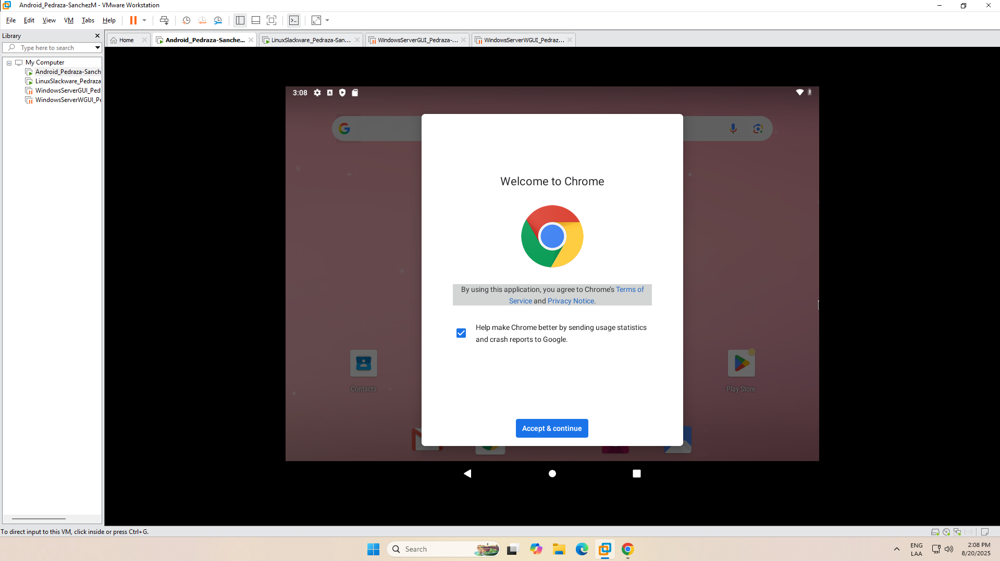 Android_Pedraza-SanchezM - VMware Workstation
File Edit View VM Tabs Help
Library
Type here to search
My Computer
Android_Pedraza-Sanch
LinuxSlackware_Pedraza
WindowsServerGUI_Ped
WindowsServerWGUI_Pe
Home
Android_Pedraza-Sanche...
LinuxSlackware_Pedraza-San...
WindowsServerGUI_Pedraza-...
WindowsServerWGUI_Pedraz...
3:08
Welcome to Chrome
By using this application, you agree to Chrome's Terms of
Service and Privacy Notice.
Help make Chrome better by sending usage statistics
and crash reports to Google.
Contacts
Play Store
Accept & continue
To direct input to this VM, click inside or press Ctrl+G.
Search
ENG
LAA
2:08 PM
8/20/2025